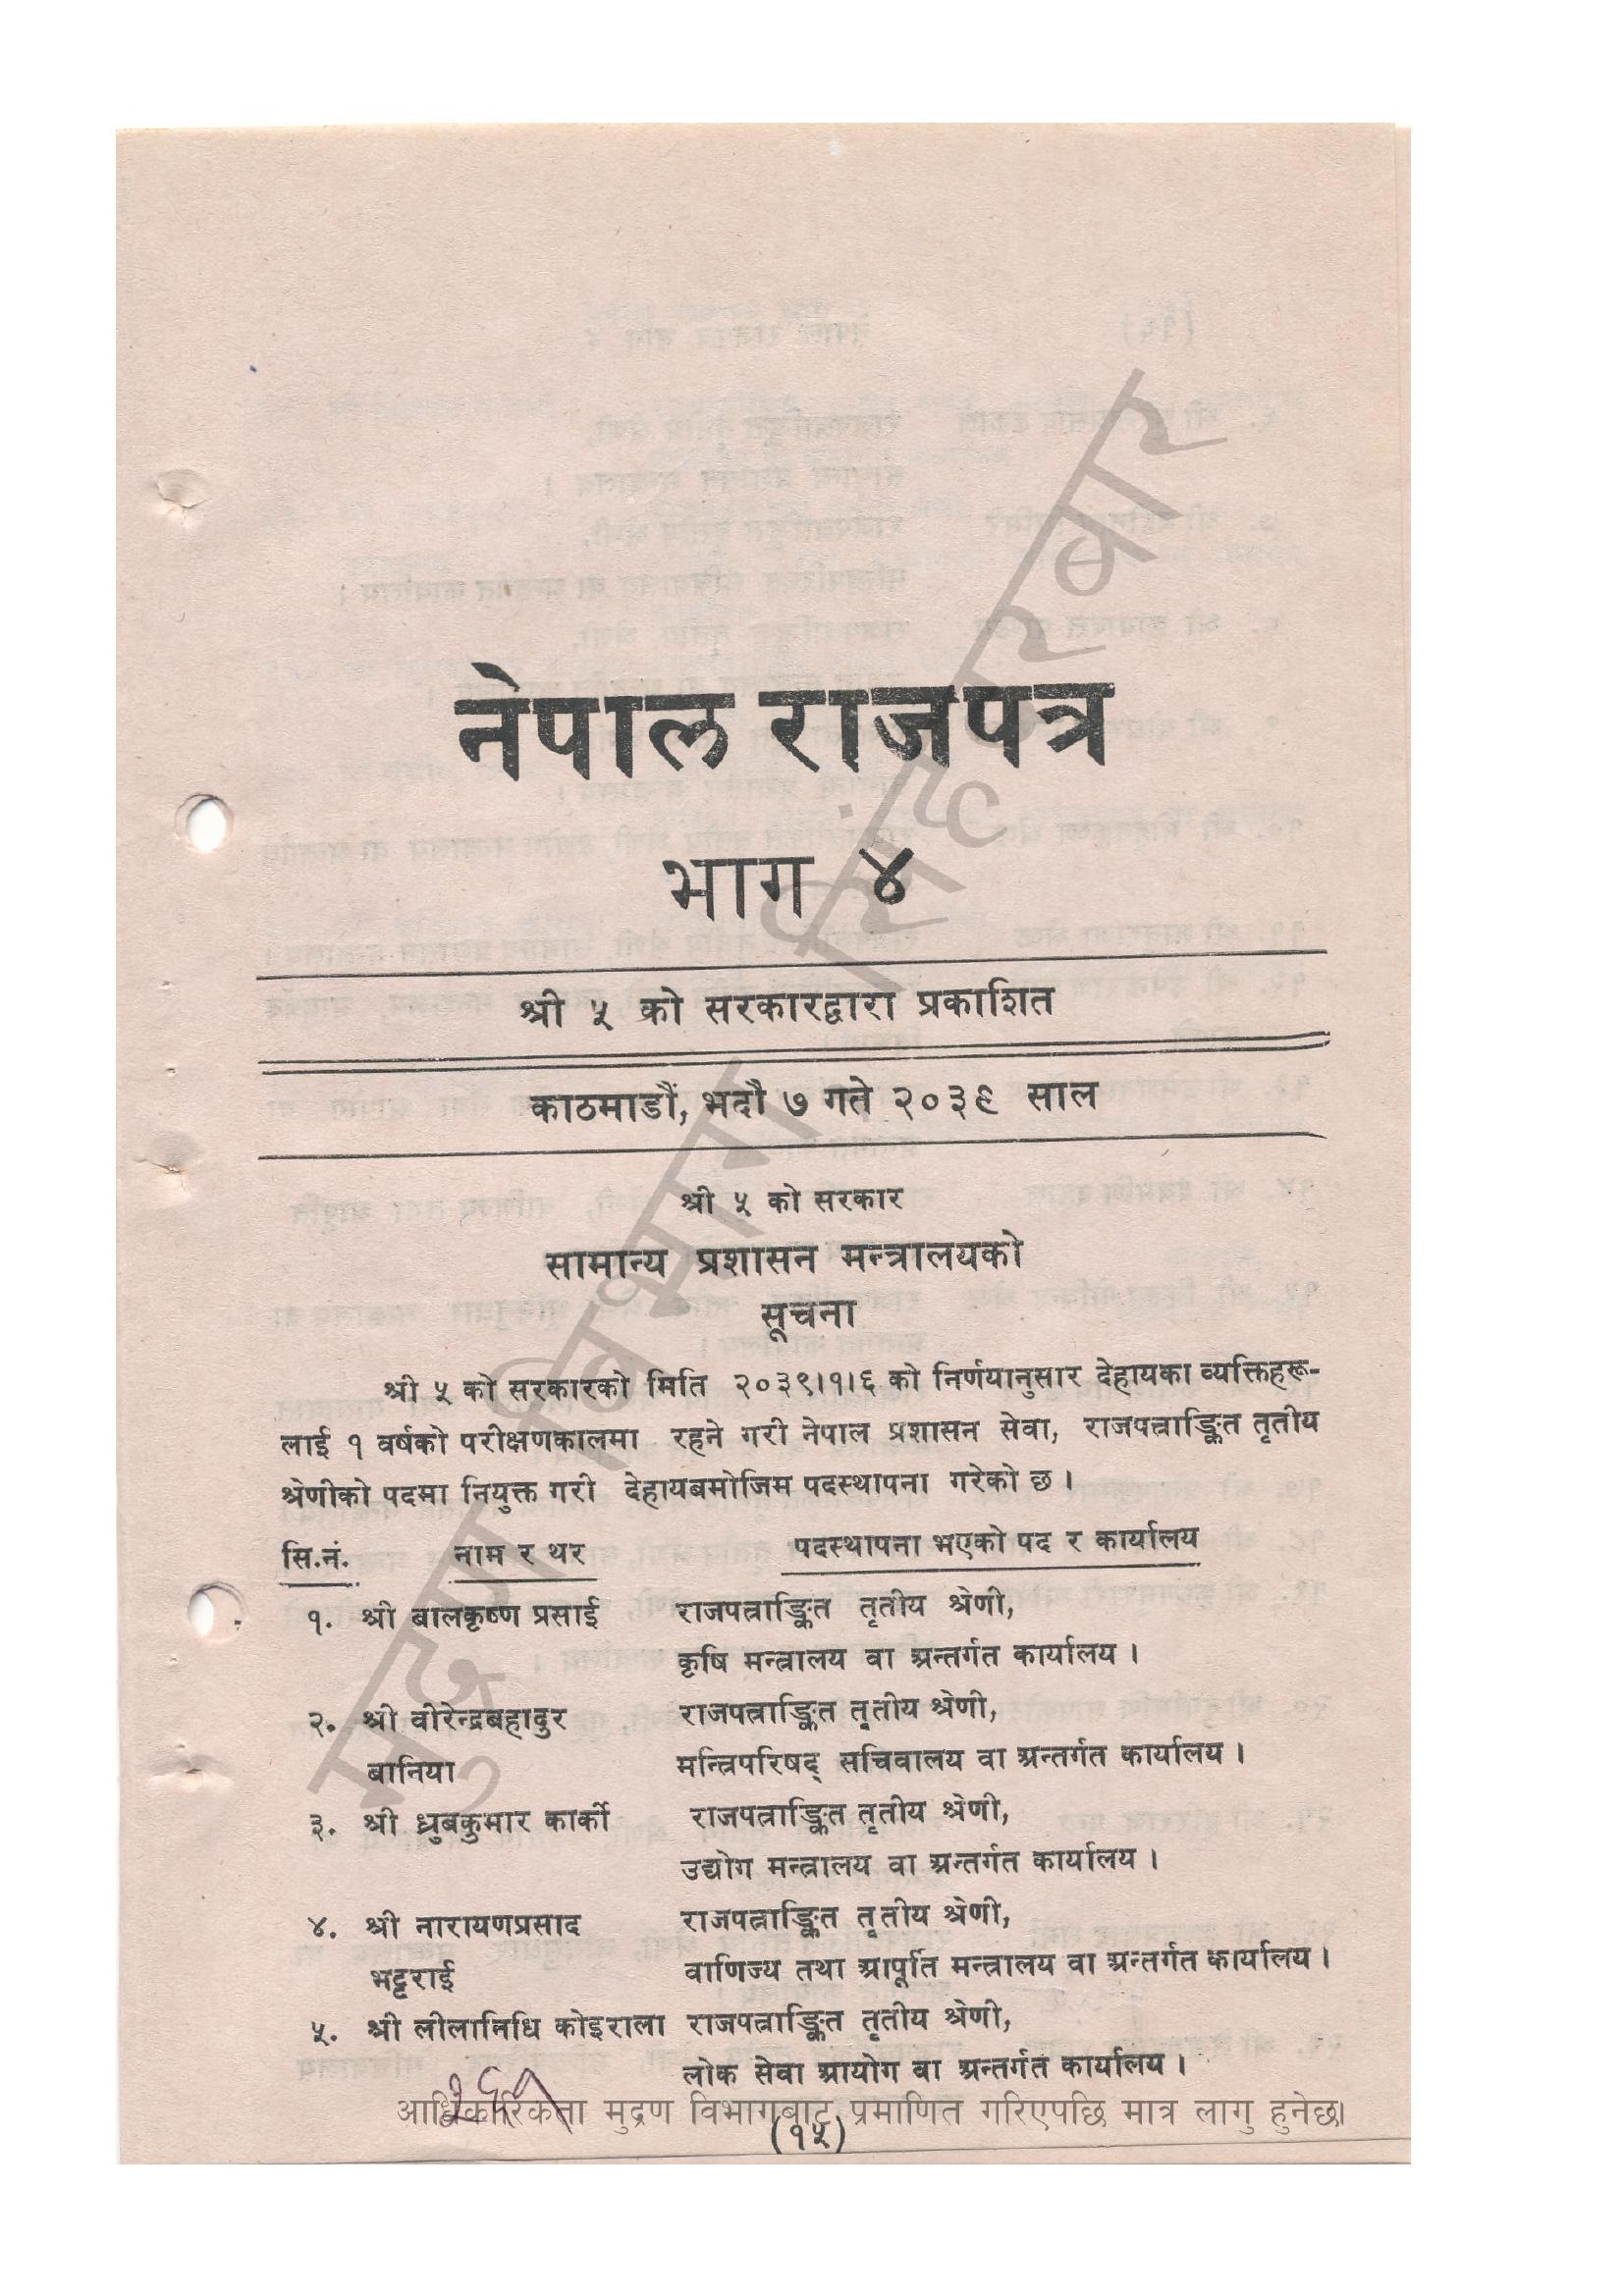 नेपाल राजपत्र
भाग ४
श्री ५ को सरकारद्वारा प्रकाशित
काठमाडौं, भदौ ७ गते २०३९ साल
श्री ५ को सरकार
सामान्य प्रशासन मन्त्रालयको
सूचना
श्री ५ को सरकारको मिति २०३९।१।६ को निर्णयानुसार देहायका व्यक्तिहरू-
लाई १ वर्षको परीक्षणकालमा रहने गरी नेपाल प्रशासन सेवा, राजपत्राङ्कित तृतीय
श्रेणीको पदमा नियुक्त गरी देहायबमोजिम पदस्थापना गरेको छ ।
सि.नं. नाम र थर पदस्थापना भएको पद र कार्यालय
१. श्री बालकृष्ण प्रसाई राजपत्राङ्कित तृतीय श्रेणी,
कृषि मन्त्रालय वा अन्तर्गत कार्यालय ।
२. श्री वीरेन्द्रबहादुर राजपत्राङ्कित तृतीय श्रेणी,
बानिया मन्त्रिपरिषद् सचिवालय वा अन्तर्गत कार्यालय ।
३. श्री ध्रुबकुमार कार्की राजपत्राङ्कित तृतीय श्रेणी,
उद्योग मन्त्रालय वा अन्तर्गत कार्यालय ।
४. श्री नारायणप्रसाद राजपत्राङ्कित तृतीय श्रेणी,
भट्टराई वाणिज्य तथा आपूर्ति मन्त्रालय वा अन्तर्गत कार्यालय ।
५. श्री लीलानिधि कोइराला राजपत्राङ्कित तृतीय श्रेणी,
लोक सेवा आयोग वा अन्तर्गत कार्यालय ।
आधिकारिकता मुद्रण विभागबाट प्रमाणित गरिएपछि मात्र लागु हुनेछ।
(१५)
मुद्रण विभाग सिंहदरबार